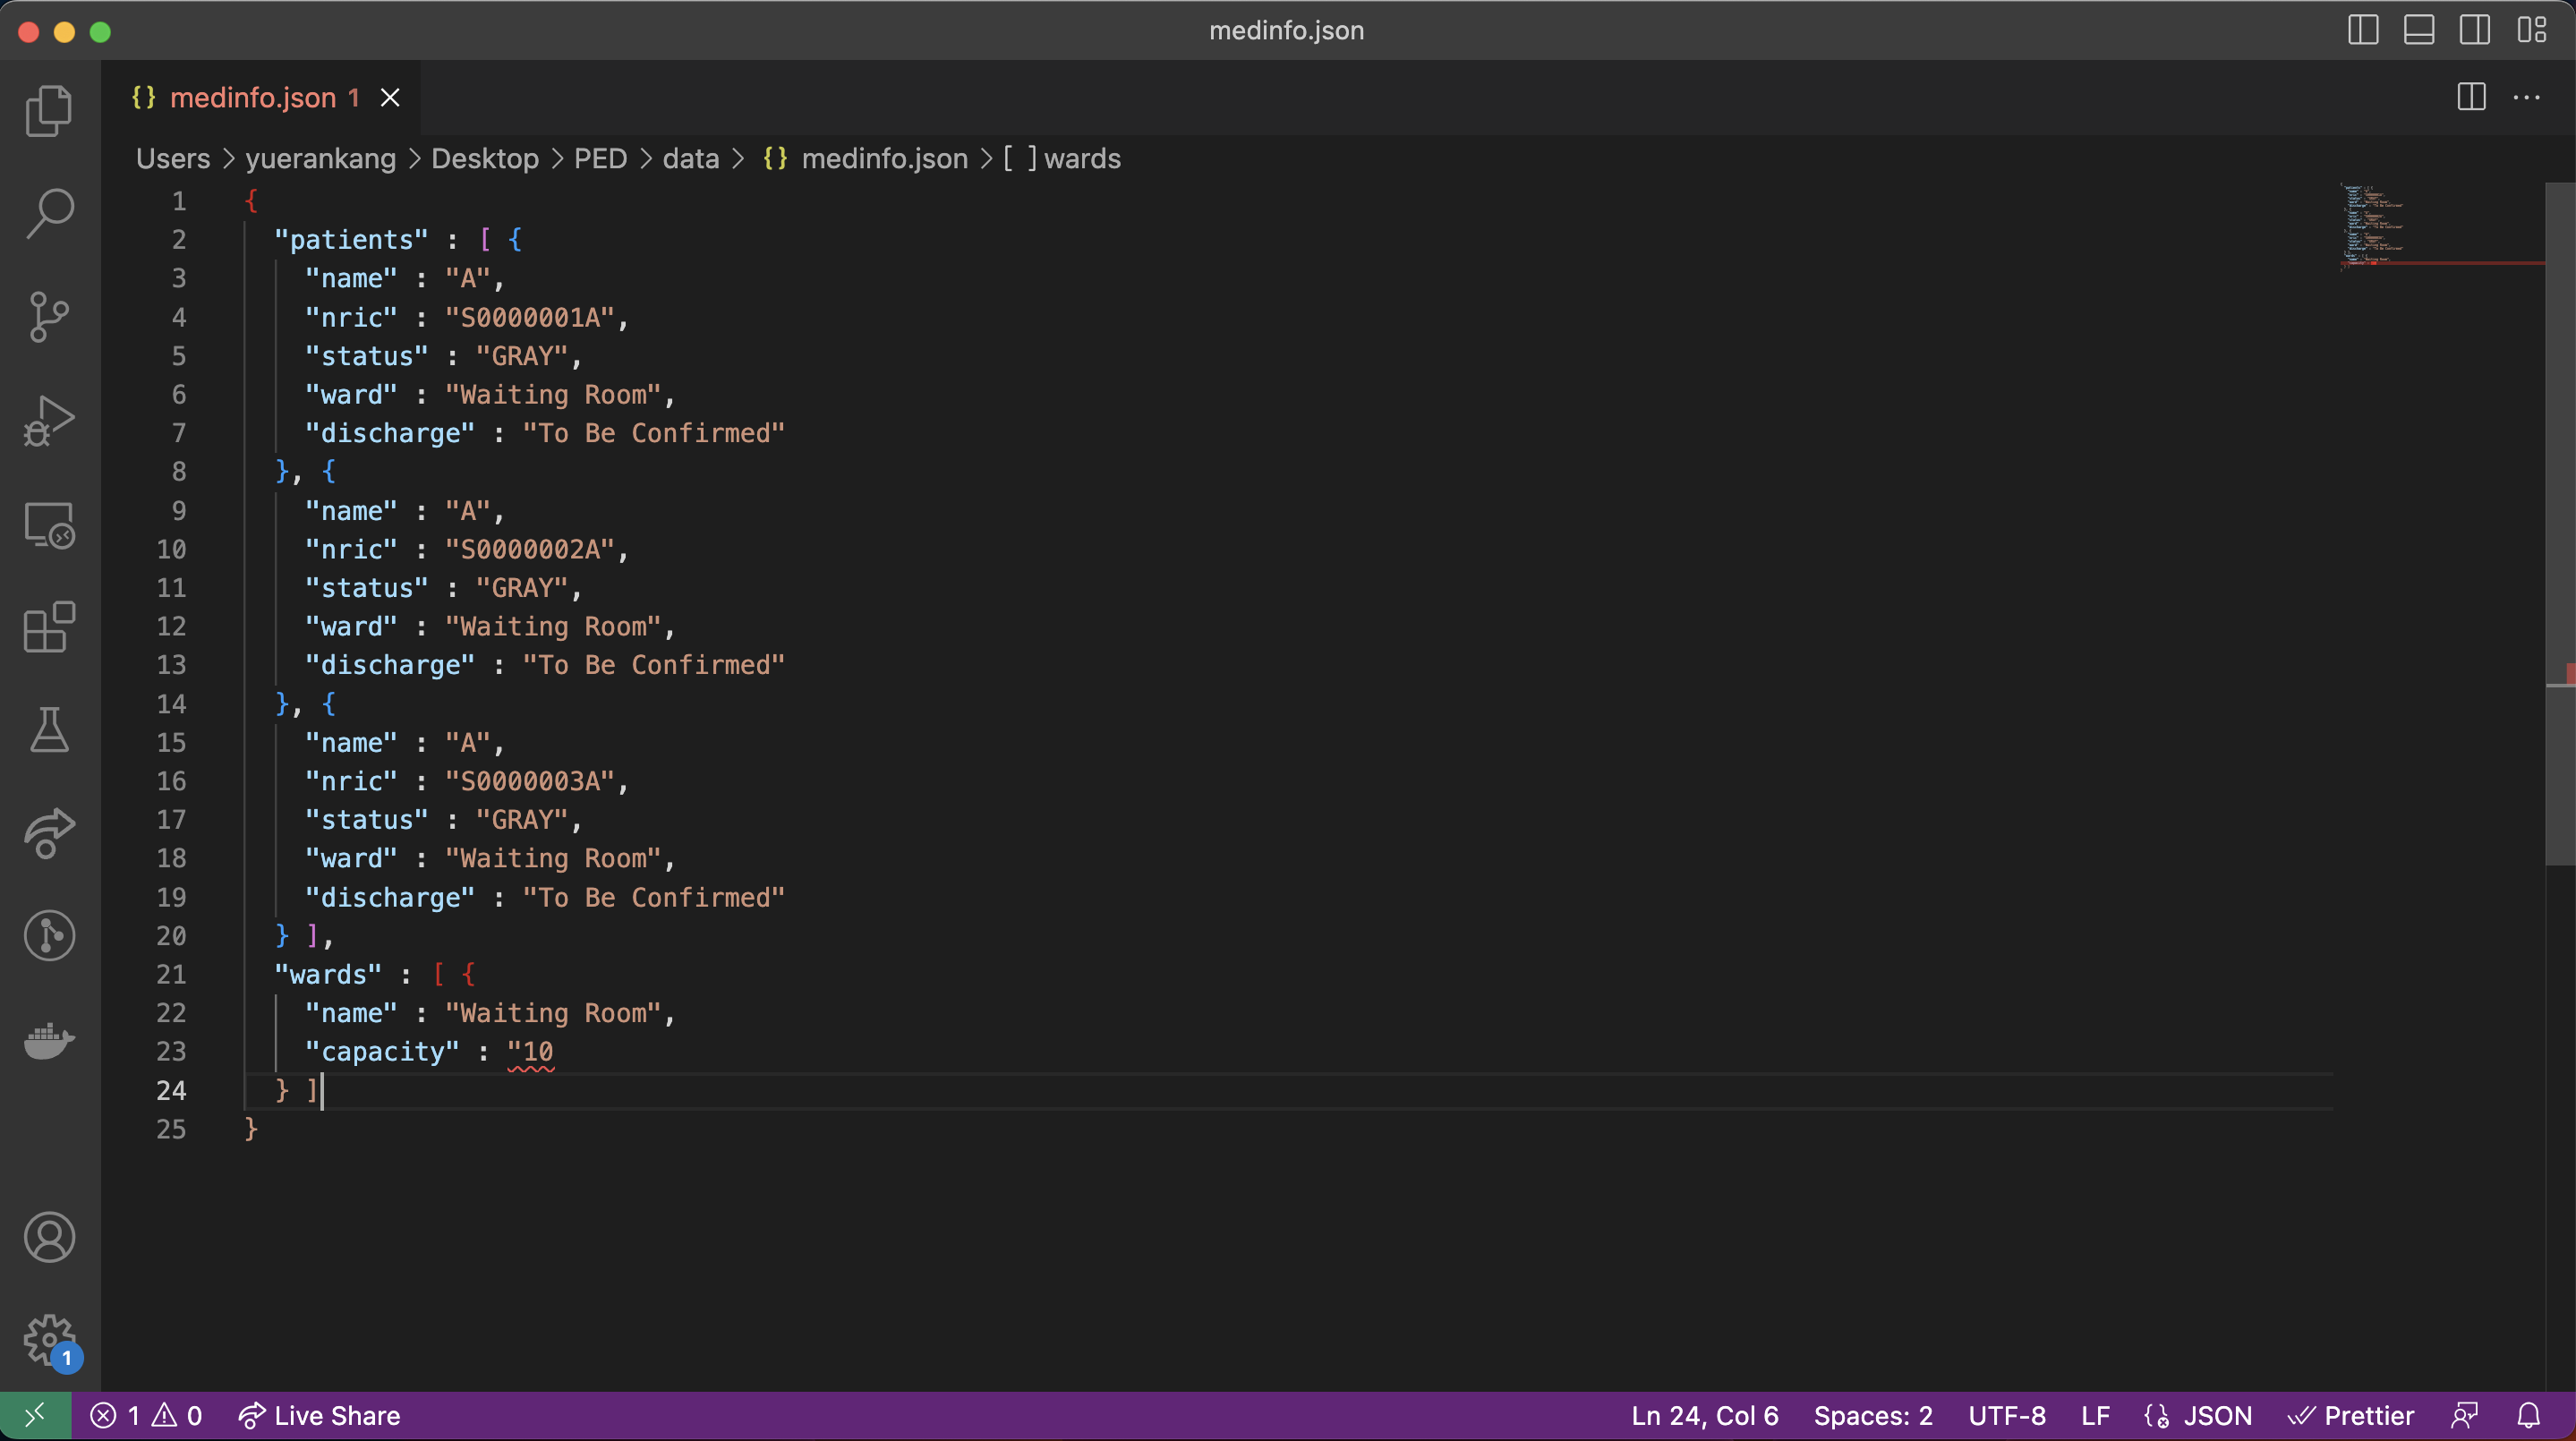 medinfo.json
{} medinfo.json 1
Users > yuerankang > Desktop > PED > data > {} medinfo.json > [ ] wards
1 {
2 "patients" : [ {
3 "name" : "A",
4 "nric" : "S0000001A",
5 "status" : "GRAY",
6 "ward" : "Waiting Room",
7 "discharge" : "To Be Confirmed"
8 }, {
9 "name" : "A",
10 "nric" : "S0000002A",
11 "status" : "GRAY",
12 "ward" : "Waiting Room",
13 "discharge" : "To Be Confirmed"
14 }, {
15 "name" : "A",
16 "nric" : "S0000003A",
17 "status" : "GRAY",
18 "ward" : "Waiting Room",
19 "discharge" : "To Be Confirmed"
20 } ],
21 "wards" : [ {
22 "name" : "Waiting Room",
23 "capacity" : "10
24 } ]
25 }
1
1 0 Live Share Ln 24, Col 6 Spaces: 2 UTF-8 LF JSON Prettier